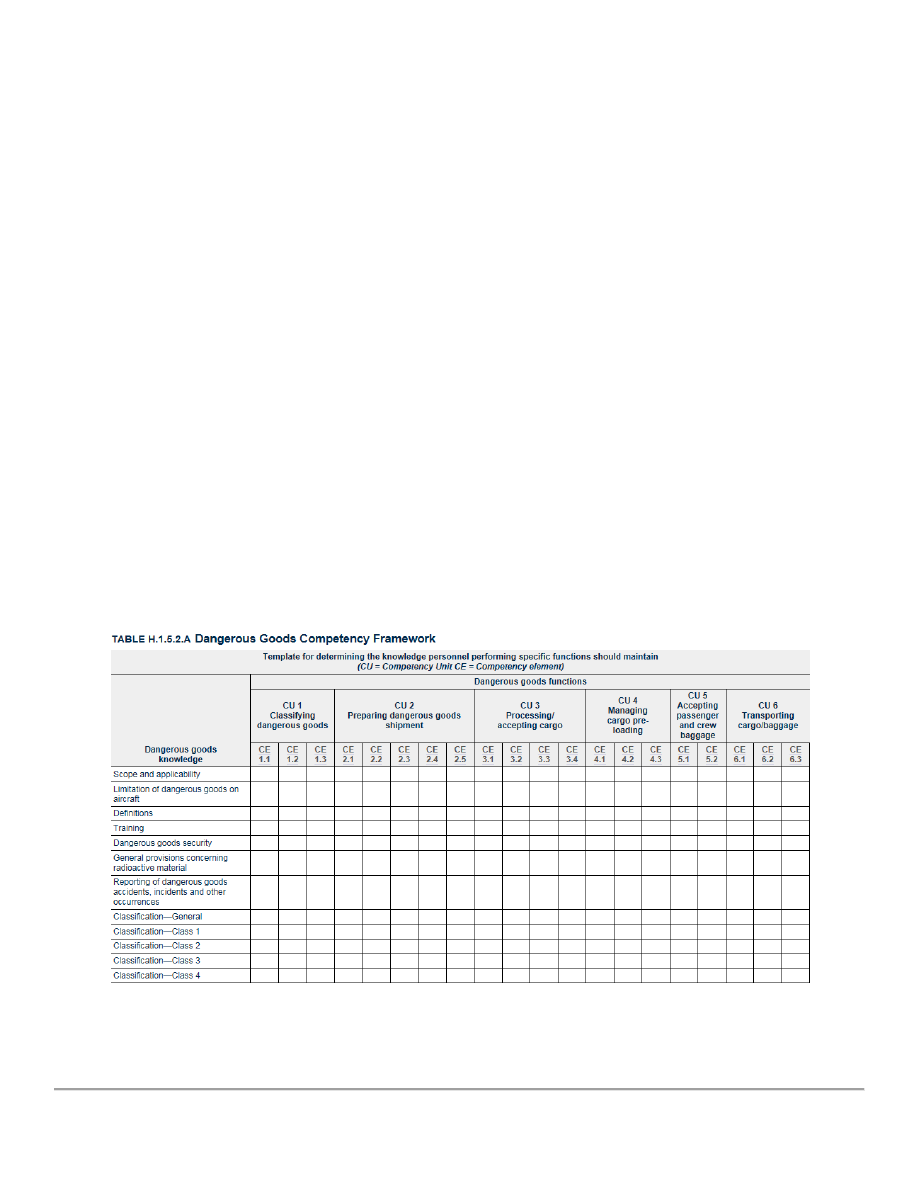 TABLE H.1.5.2.A Dangerous Goods Competency Framework
Template for determining the knowledge personnel performing specific functions should maintain
(CU = Competency Unit CE = Competency element)
Dangerous goods functions
CU 1
Classifying
dangerous goods
CU 2
Preparing dangerous goods
shipment
CU 3
Processing/
accepting cargo
CU 4
Managing
cargo pre-
loading
CU 5
Accepting
passenger
and crew
baggage
CU 6
Transporting
cargo/baggage
Dangerous goods
knowledge
CE CE CE CE CE CE CE CE CE CE CE CE CE CE CE CE CE CE CE CE
1.1 1.2 1.3 2.1 2.2 2.3 2.4 2.5 3.1 3.2 3.3 3.4 4.1 4.2 4.3 5.1 5.2 6.1 6.2 6.3
Scope and applicability
Limitation of dangerous goods on
aircraft
Definitions
Training
Dangerous goods security
General provisions concerning
radioactive material
Reporting of dangerous goods
accidents, incidents and other
occurrences
Classification—General
Classification—Class 1
Classification—Class 2
Classification—Class 3
Classification—Class 4